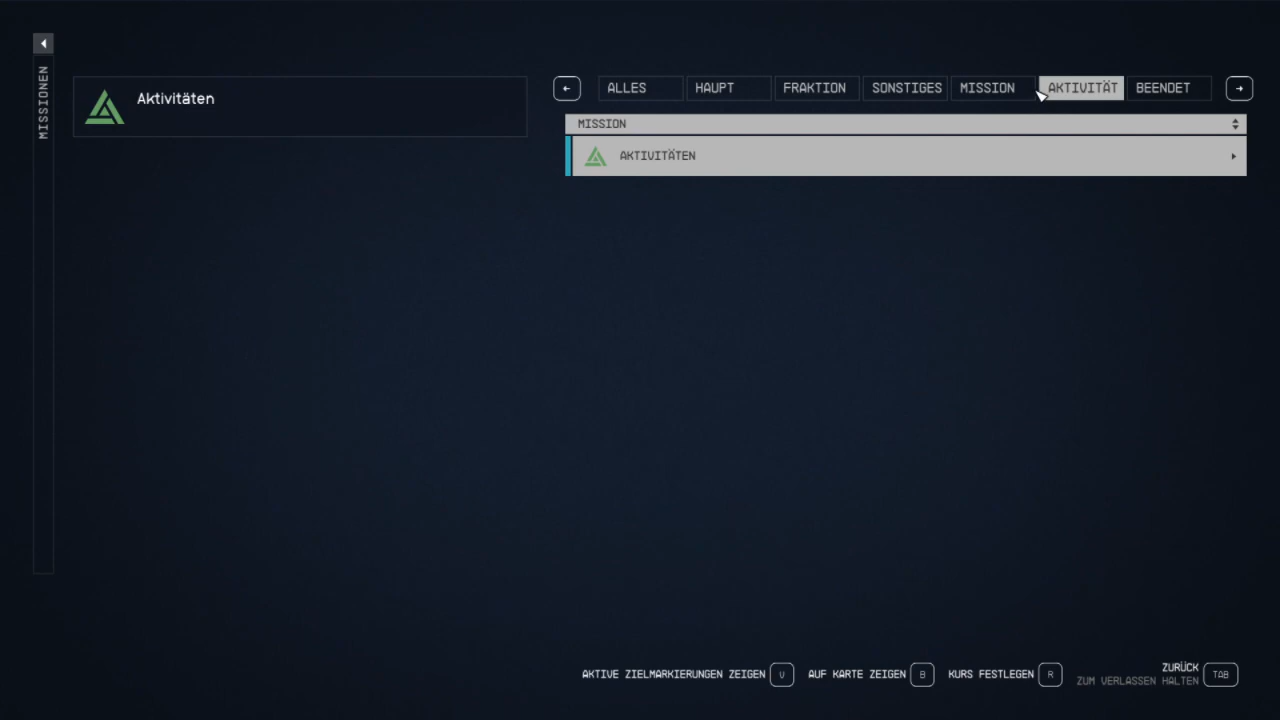 MISSIONEN
Aktivitäten
ALLES
HAUPT
FRAKTION
SONSTIGES
MISSION
AKTIVITÄT
BEENDET
MISSION
AKTIVITÄTEN
AKTIVE ZIELMARKIERUNGEN ZEIGEN
V
AUF KARTE ZEIGEN
B
KURS FESTLEGEN
R
ZURÜCK
ZUM VERLASSEN HALTEN
TAB